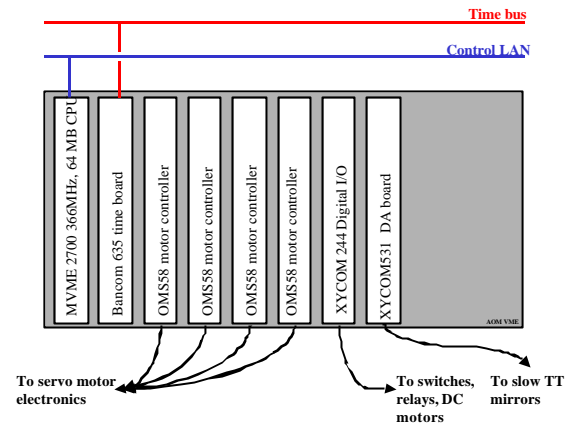 Time bus
Control LAN
MVME 2700 366MHz, 64 MB CPU
Bancom 635 time board
OMS58 motor controller
OMS58 motor controller
OMS58 motor controller
OMS58 motor controller
XYCOM 244 Digital I/O
XYCOM531 DA board
AOM VME
To servo motor
electronics
To switches,
relays, DC
motors
To slow TT
mirrors